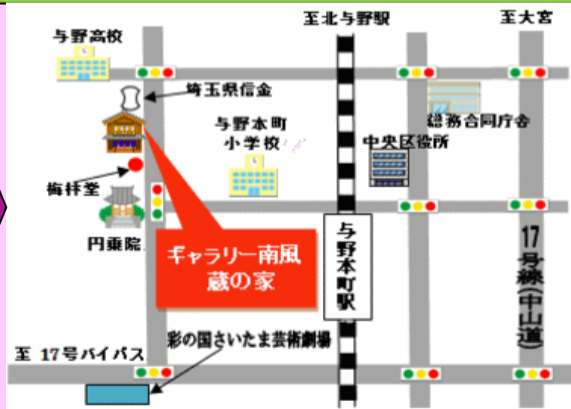 至北与野駅
至大宮
与野高校
埼玉県信金
与野本町
小学校
総務合同庁舎
中央区役所
梅林堂
円乗院
ギャラリー南風
蔵の家
与野本町駅
17号線(中山道)
彩の国さいたま芸術劇場
至 17号バイパス